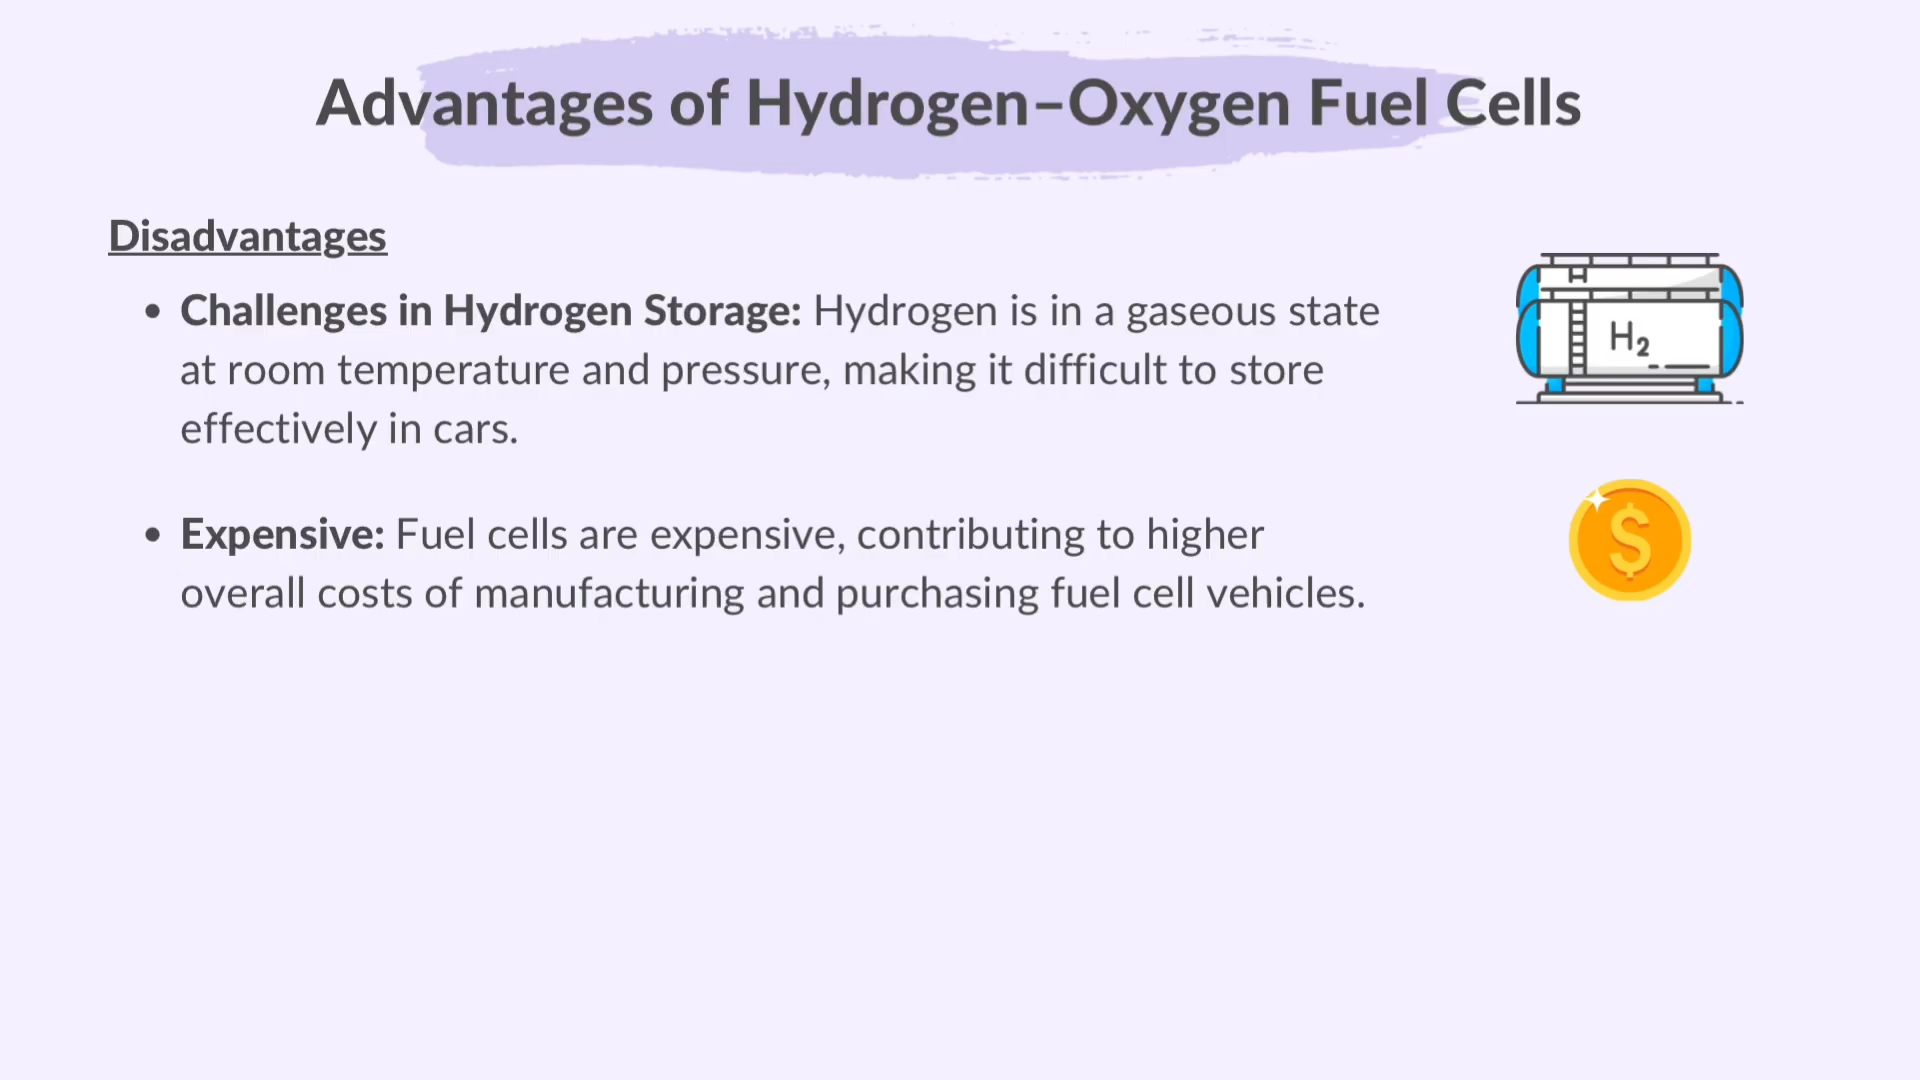 Advantages of Hydrogen–Oxygen Fuel Cells
Disadvantages
• Challenges in Hydrogen Storage: Hydrogen is in a gaseous state
at room temperature and pressure, making it difficult to store
effectively in cars.
H
H₂
• Expensive: Fuel cells are expensive, contributing to higher
overall costs of manufacturing and purchasing fuel cell vehicles.
$